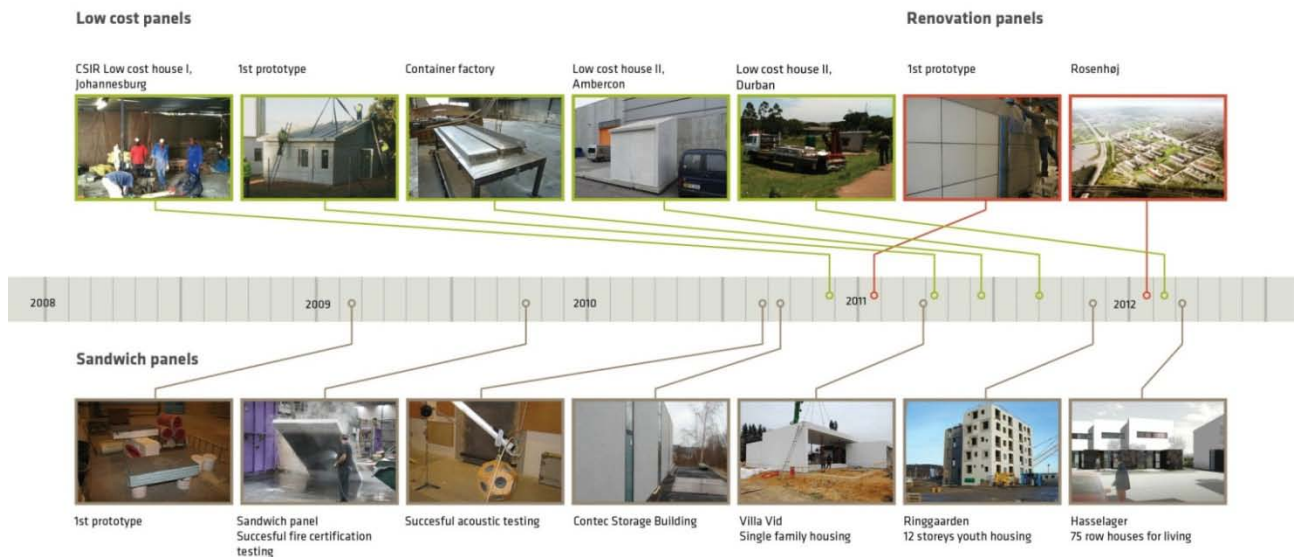 Low cost panels
Renovation panels
CSIR Low cost house I,
Johannesburg
1st prototype
Container factory
Low cost house II,
Ambercon
Low cost house II,
Durban
1st prototype
Rosenhøj
2008
2009
2010
2011
2012
Sandwich panels
1st prototype
Sandwich panel
Succesful fire certification
testing
Succesful acoustic testing
Contec Storage Building
Villa Vid
Single family housing
Ringgaarden
12 storeys youth housing
Hasselager
75 row houses for living